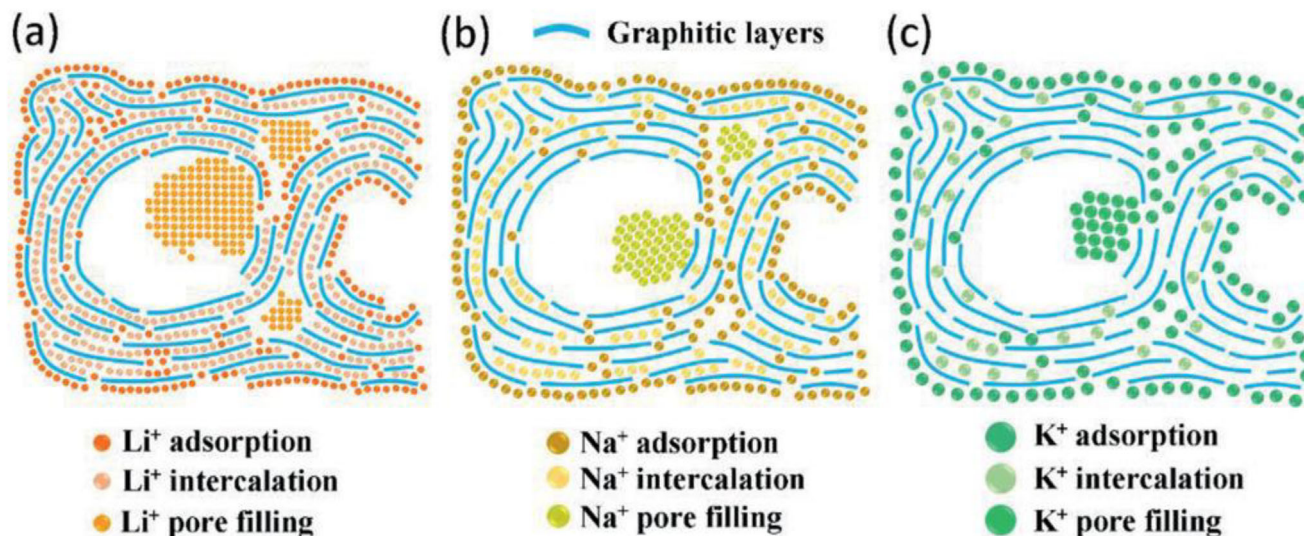 (a)
(b)
Graphitic layers
(c)
Li⁺ adsorption
Li⁺ intercalation
Li⁺ pore filling
Na⁺ adsorption
Na⁺ intercalation
Na⁺ pore filling
K⁺ adsorption
K⁺ intercalation
K⁺ pore filling